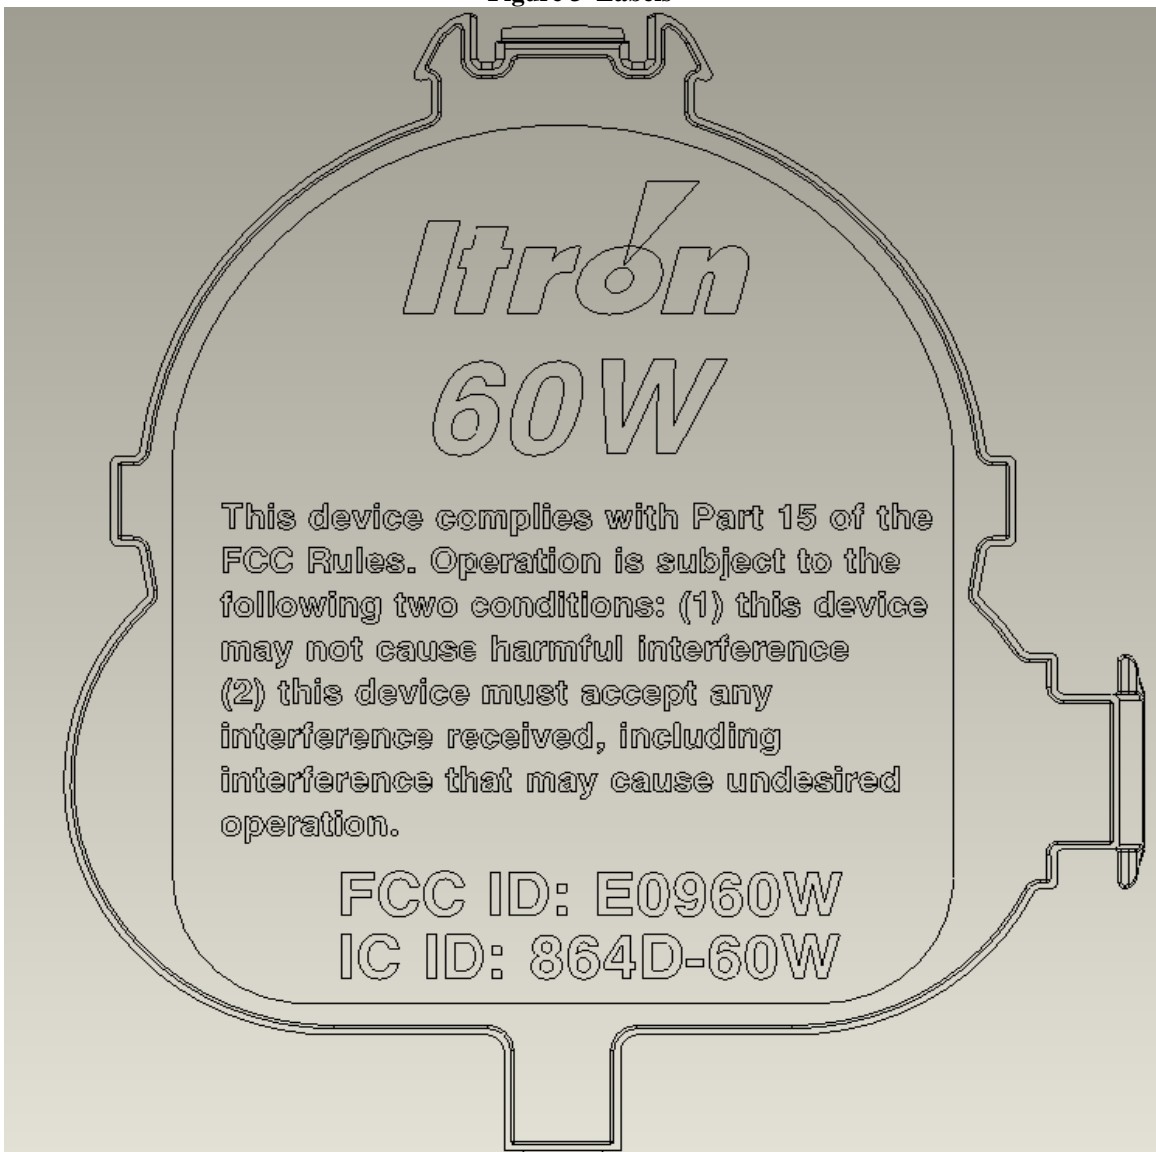 Figure 3 Labels
Itron
60W
This device complies with Part 15 of the
FCC Rules. Operation is subject to the
following two conditions: (1) this device
may not cause harmful interference
(2) this device must accept any
interference received, including
interference that may cause undesired
operation.
FCC ID: E0960W
IC ID: 864D-60W